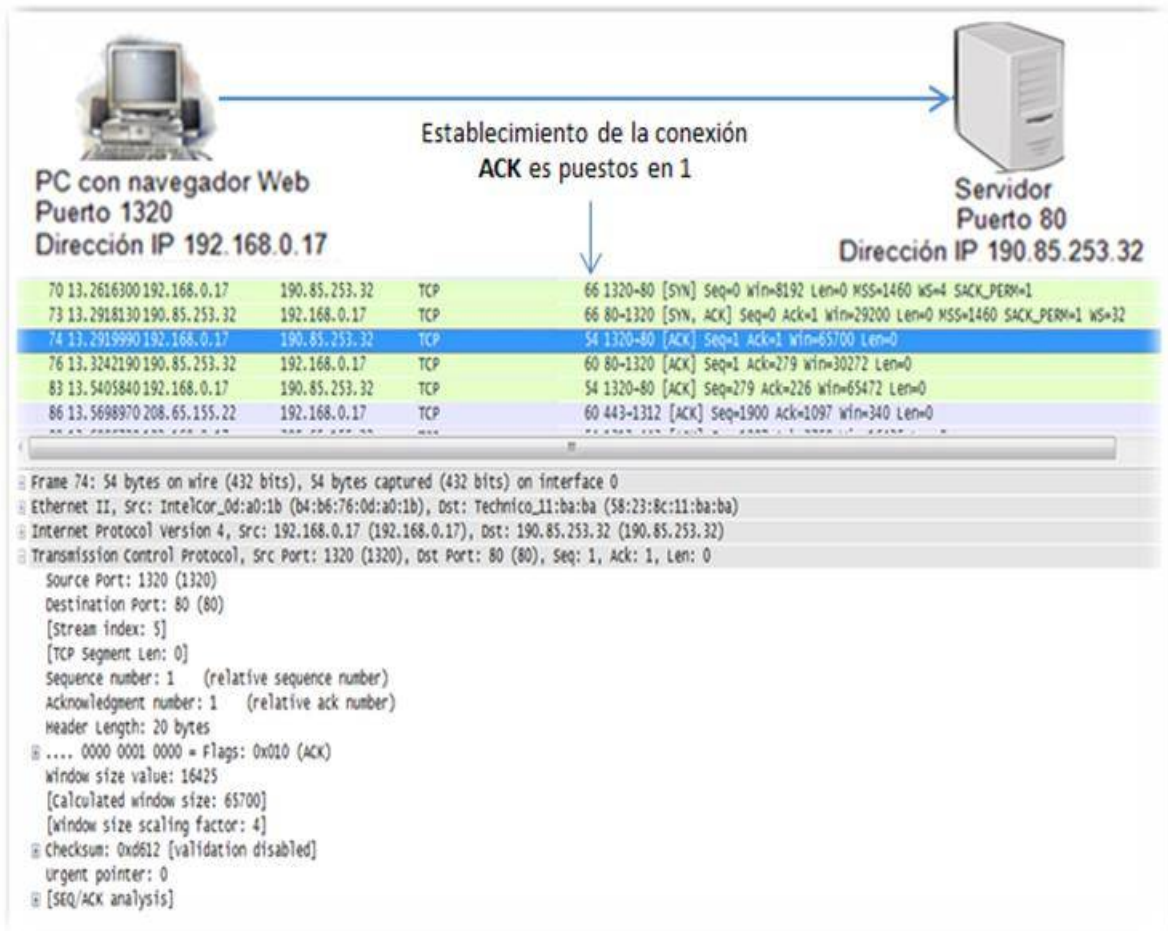 Establecimiento de la conexión
ACK es puestos en 1
PC con navegador Web
Puerto 1320
Dirección IP 192.168.0.17
Servidor
Puerto 80
Dirección IP 190.85.253.32
70 13.2616300 192.168.0.17 190.85.253.32 TCP 66 1320→80 [SYN] Seq=0 Win=8192 Len=0 MSS=1460 WS=4 SACK_PERM=1
73 13.2918130 190.85.253.32 192.168.0.17 TCP 66 80→1320 [SYN, ACK] Seq=0 Ack=1 Win=29200 Len=0 MSS=1460 SACK_PERM=1 WS=32
74 13.2919990 192.168.0.17 190.85.253.32 TCP 54 1320→80 [ACK] Seq=1 Ack=1 Win=65700 Len=0
76 13.3242190 190.85.253.32 192.168.0.17 TCP 60 80→1320 [ACK] Seq=1 Ack=279 Win=30272 Len=0
83 13.5405840 192.168.0.17 190.85.253.32 TCP 54 1320→80 [ACK] Seq=279 Ack=226 Win=65472 Len=0
86 13.5698970 208.65.155.22 192.168.0.17 TCP 60 443→1312 [ACK] Seq=1900 Ack=1097 Win=340 Len=0
Frame 74: 54 bytes on wire (432 bits), 54 bytes captured (432 bits) on interface 0
Ethernet II, Src: IntelCor_0d:a0:1b (b4:b6:76:0d:a0:1b), Dst: Technico_11:ba:ba (58:23:8c:11:ba:ba)
Internet Protocol Version 4, Src: 192.168.0.17 (192.168.0.17), Dst: 190.85.253.32 (190.85.253.32)
Transmission Control Protocol, Src Port: 1320 (1320), Dst Port: 80 (80), Seq: 1, Ack: 1, Len: 0
Source Port: 1320 (1320)
Destination Port: 80 (80)
[Stream index: 5]
[TCP Segment Len: 0]
Sequence number: 1 (relative sequence number)
Acknowledgment number: 1 (relative ack number)
Header Length: 20 bytes
.... 0000 0001 0000 = Flags: 0x010 (ACK)
Window size value: 16425
[Calculated window size: 65700]
[Window size scaling factor: 4]
Checksum: 0xd612 [validation disabled]
Urgent pointer: 0
[SEQ/ACK analysis]